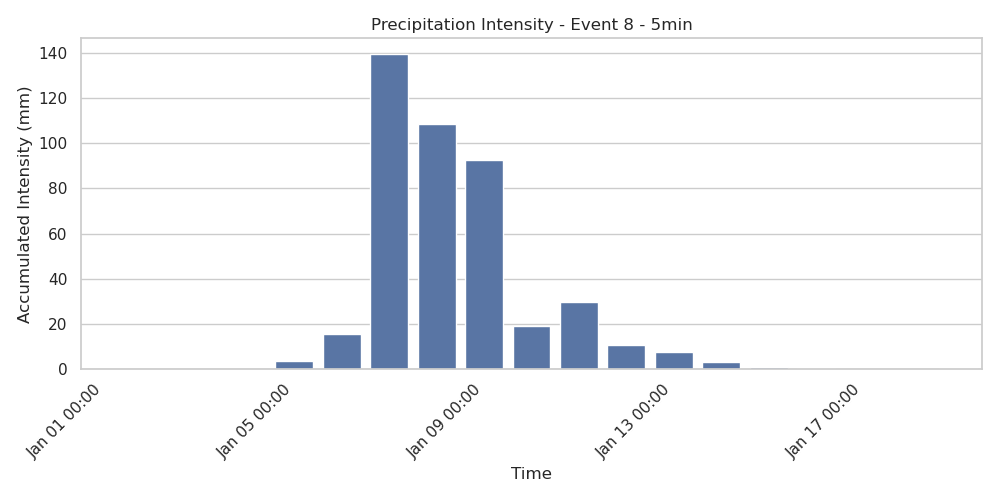 Precipitation Intensity - Event 8 - 5min
Accumulated Intensity (mm)
140
120
100
80
60
40
20
0
Jan 01 00:00
Jan 05 00:00
Jan 09 00:00
Jan 13 00:00
Jan 17 00:00
Time